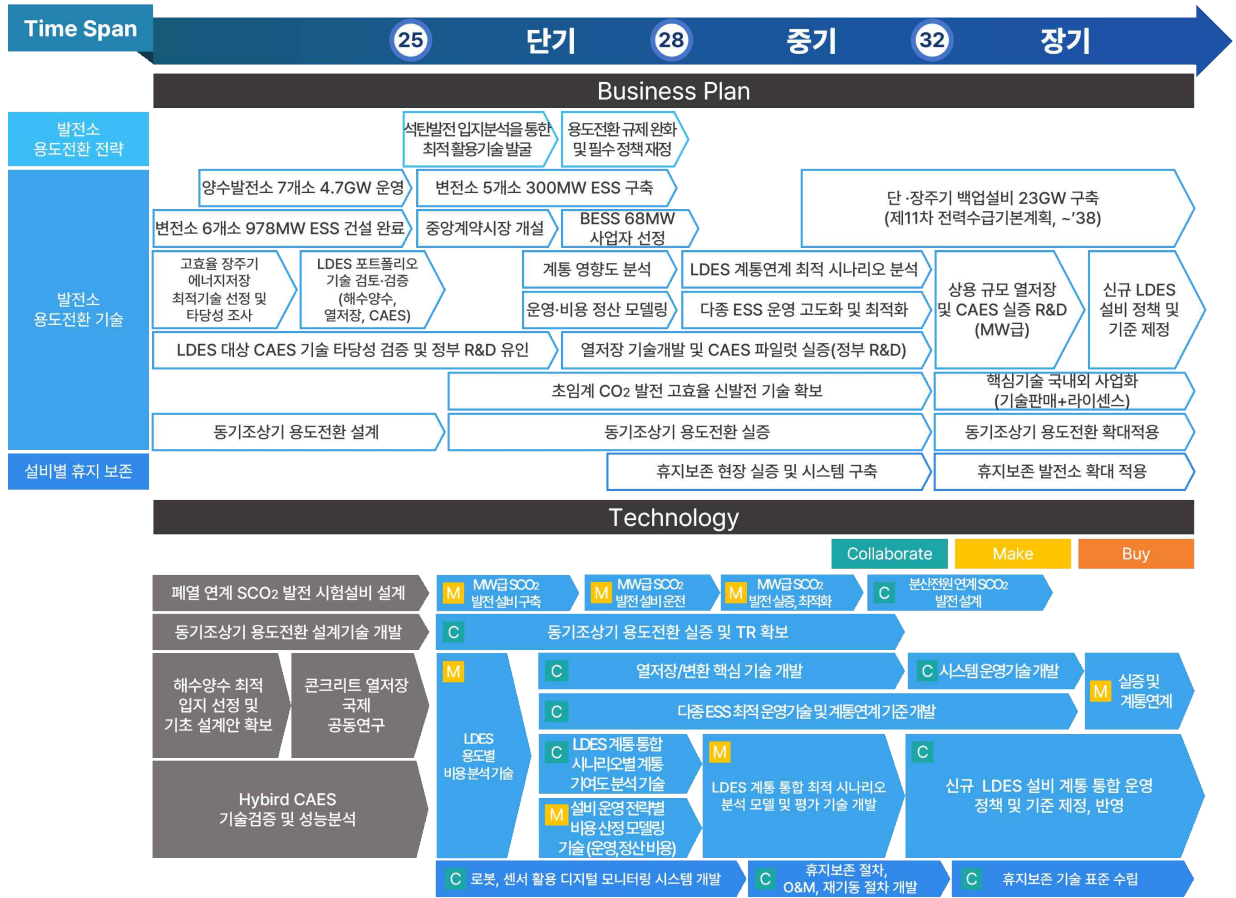 Time Span
25
단기
28
중기
32
장기
Business Plan
발전소
용도전환 전략
석탄발전 입지분석을 통한
최적 활용기술 발굴
용도전환 규제 완화
및 필수 정책 재정
발전소
용도전환 기술
양수발전소 7개소 4.7GW 운영
변전소 5개소 300MW ESS 구축
단 ·장주기 백업설비 23GW 구축
(제11차 전력수급기본계획, ~’38)
변전소 6개소 978MW ESS 건설 완료
중앙계약시장 개설
BESS 68MW
사업자 선정
고효율 장주기
에너지저장
최적기술 선정 및
타당성 조사
LDES 포트폴리오
기술 검토·검증
(해수양수,
열저장, CAES)
계통 영향도 분석
LDES 계통연계 최적 시나리오 분석
운영·비용 정산 모델링
다종 ESS 운영 고도화 및 최적화
상용 규모 열저장
및 CAES 실증 R&D
(MW급)
신규 LDES
설비 정책 및
기준 제정
LDES 대상 CAES 기술 타당성 검증 및 정부 R&D 유인
열저장 기술개발 및 CAES 파일럿 실증(정부 R&D)
초임계 CO2 발전 고효율 신발전 기술 확보
핵심기술 국내외 사업화
(기술판매+라이센스)
동기조상기 용도전환 설계
동기조상기 용도전환 실증
동기조상기 용도전환 확대적용
설비별 휴지 보존
휴지보존 현장 실증 및 시스템 구축
휴지보존 발전소 확대 적용
Technology
Collaborate
Make
Buy
폐열 연계 SCO2 발전 시험설비 설계
M MW급 SCO2
발전 설비 구축
M MW급 SCO2
발전 설비 운전
M MW급 SCO2
발전 실증, 최적화
C 분산전원 연계 SCO2
발전 설계
동기조상기 용도전환 설계기술 개발
C 동기조상기 용도전환 실증 및 TR 확보
해수양수 최적
입지 선정 및
기초 설계안 확보
콘크리트 열저장
국제
공동연구
M
LDES
용도별
비용 분석 기술
C 열저장/변환 핵심 기술 개발
C 시스템 운영기술 개발
M 실증 및
계통연계
C 다종 ESS 최적 운영기술 및 계통연계 기준 개발
Hybird CAES
기술검증 및 성능분석
C LDES 계통 통합
시나리오별 계통
기여도 분석 기술
M 설비 운영 전략별
비용 산정 모델링
기술 (운영,정산 비용)
M
LDES 계통 통합 최적 시나리오
분석 모델 및 평가 기술 개발
C
신규 LDES 설비 계통 통합 운영
정책 및 기준 제정, 반영
C 로봇, 센서 활용 디지털 모니터링 시스템 개발
C 휴지보존 절차,
O&M, 재기동 절차 개발
C 휴지보존 기술 표준 수립